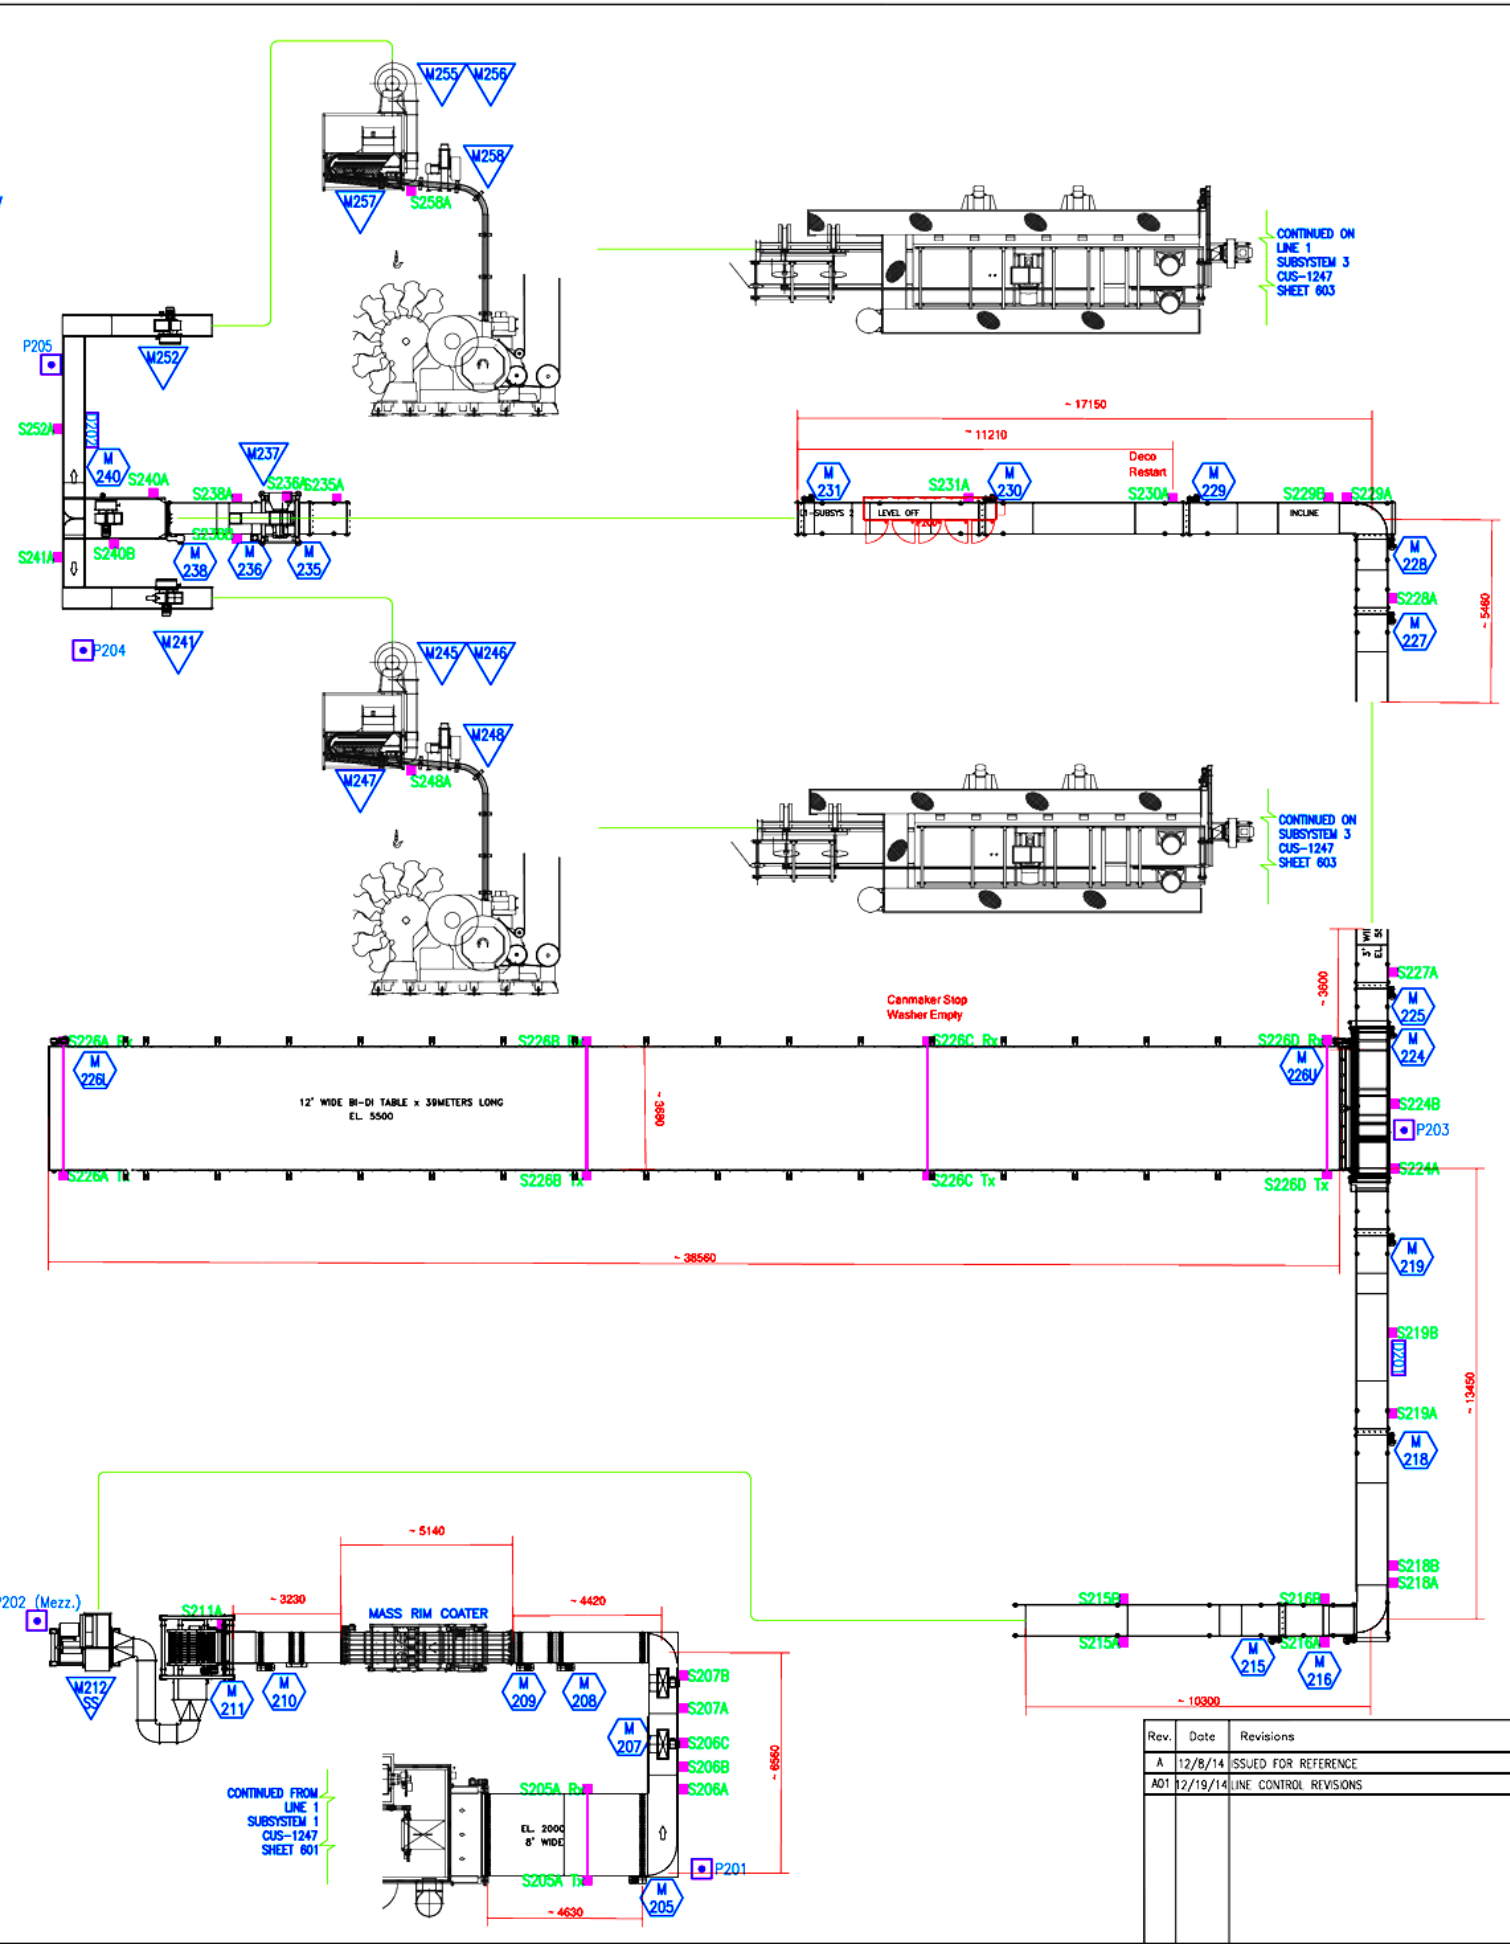 M255
M256
M258
M257
S258A
CONTINUED ON
LINE 1
SUBSYSTEM 3
CUS-1247
SHEET 603
P205
M252
S252A
D202
M
240
S240A
S238A
M237
S236A
S235A
S241A
S240B
S238B
M
238
M
236
M
235
M241
P204
~ 17150
~ 11210
Deco
Restart
M
231
S231A
M
230
S230A
M
229
S229B
S229A
L1-SUBSYS 2
LEVEL OFF
INCLINE
M
228
S228A
M
227
~ 5460
M245
M246
M248
M247
S248A
CONTINUED ON
SUBSYSTEM 3
CUS-1247
SHEET 603
~ 3600
S227A
M
225
M
224
Canmaker Stop
Washer Empty
S226A Rx
S226B Rx
S226C Rx
S226D Rx
M
226L
M
226U
12" WIDE BI-DI TABLE x 39METERS LONG
EL. 5500
~ 3680
S224B
P203
S224A
S226A Tx
S226B Tx
S226C Tx
S226D Tx
~ 38560
M
219
S219B
D201
S219A
M
218
~ 13450
S218B
S218A
S215B
S216B
S215A
M
215
S216A
M
216
~ 10300
~ 5140
~ 3230
~ 4420
MASS RIM COATER
P202 (Mezz.)
S211A
M212
SS
M
211
M
210
M
209
M
208
S207B
S207A
M
207
S206C
S206B
S206A
~ 6560
CONTINUED FROM
LINE 1
SUBSYSTEM 1
CUS-1247
SHEET 601
S205A Rx
EL. 2000
8" WIDE
S205A Tx
P201
M
205
~ 4630
Rev. Date Revisions
A 12/8/14 ISSUED FOR REFERENCE
A01 12/19/14 LINE CONTROL REVISIONS